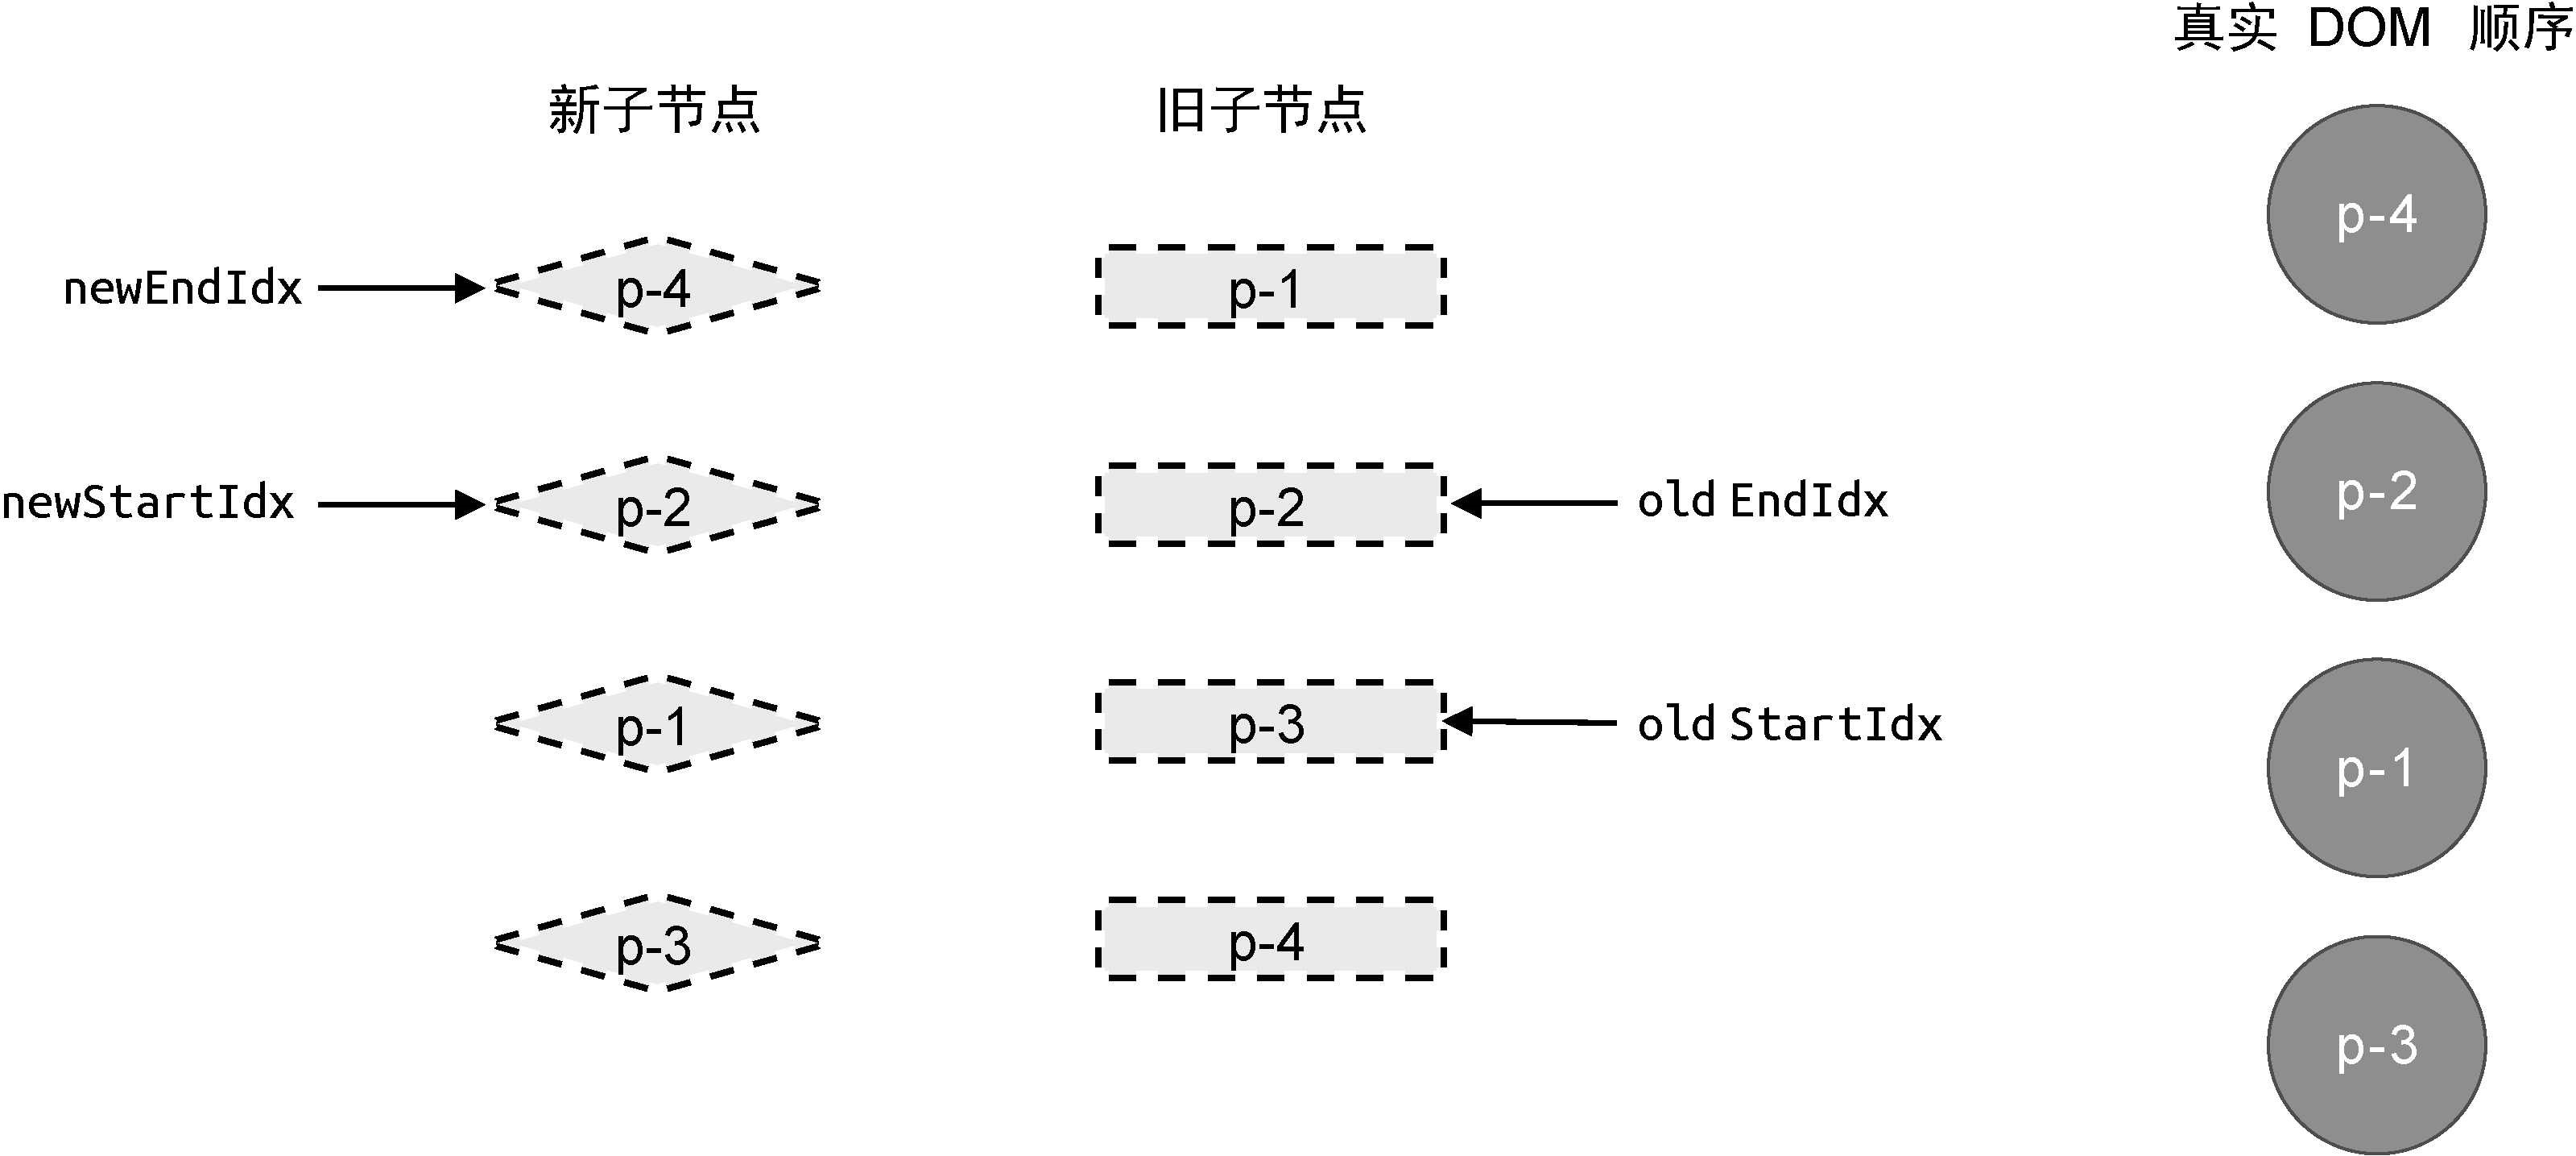 真实 DOM 顺序
新子节点 旧子节点
p-4
newEndIdx p-4 p-1
newStartIdx p-2 p-2 old EndIdx
p-2
p-1 p-3 old StartIdx
p-1
p-3 p-4
p-3